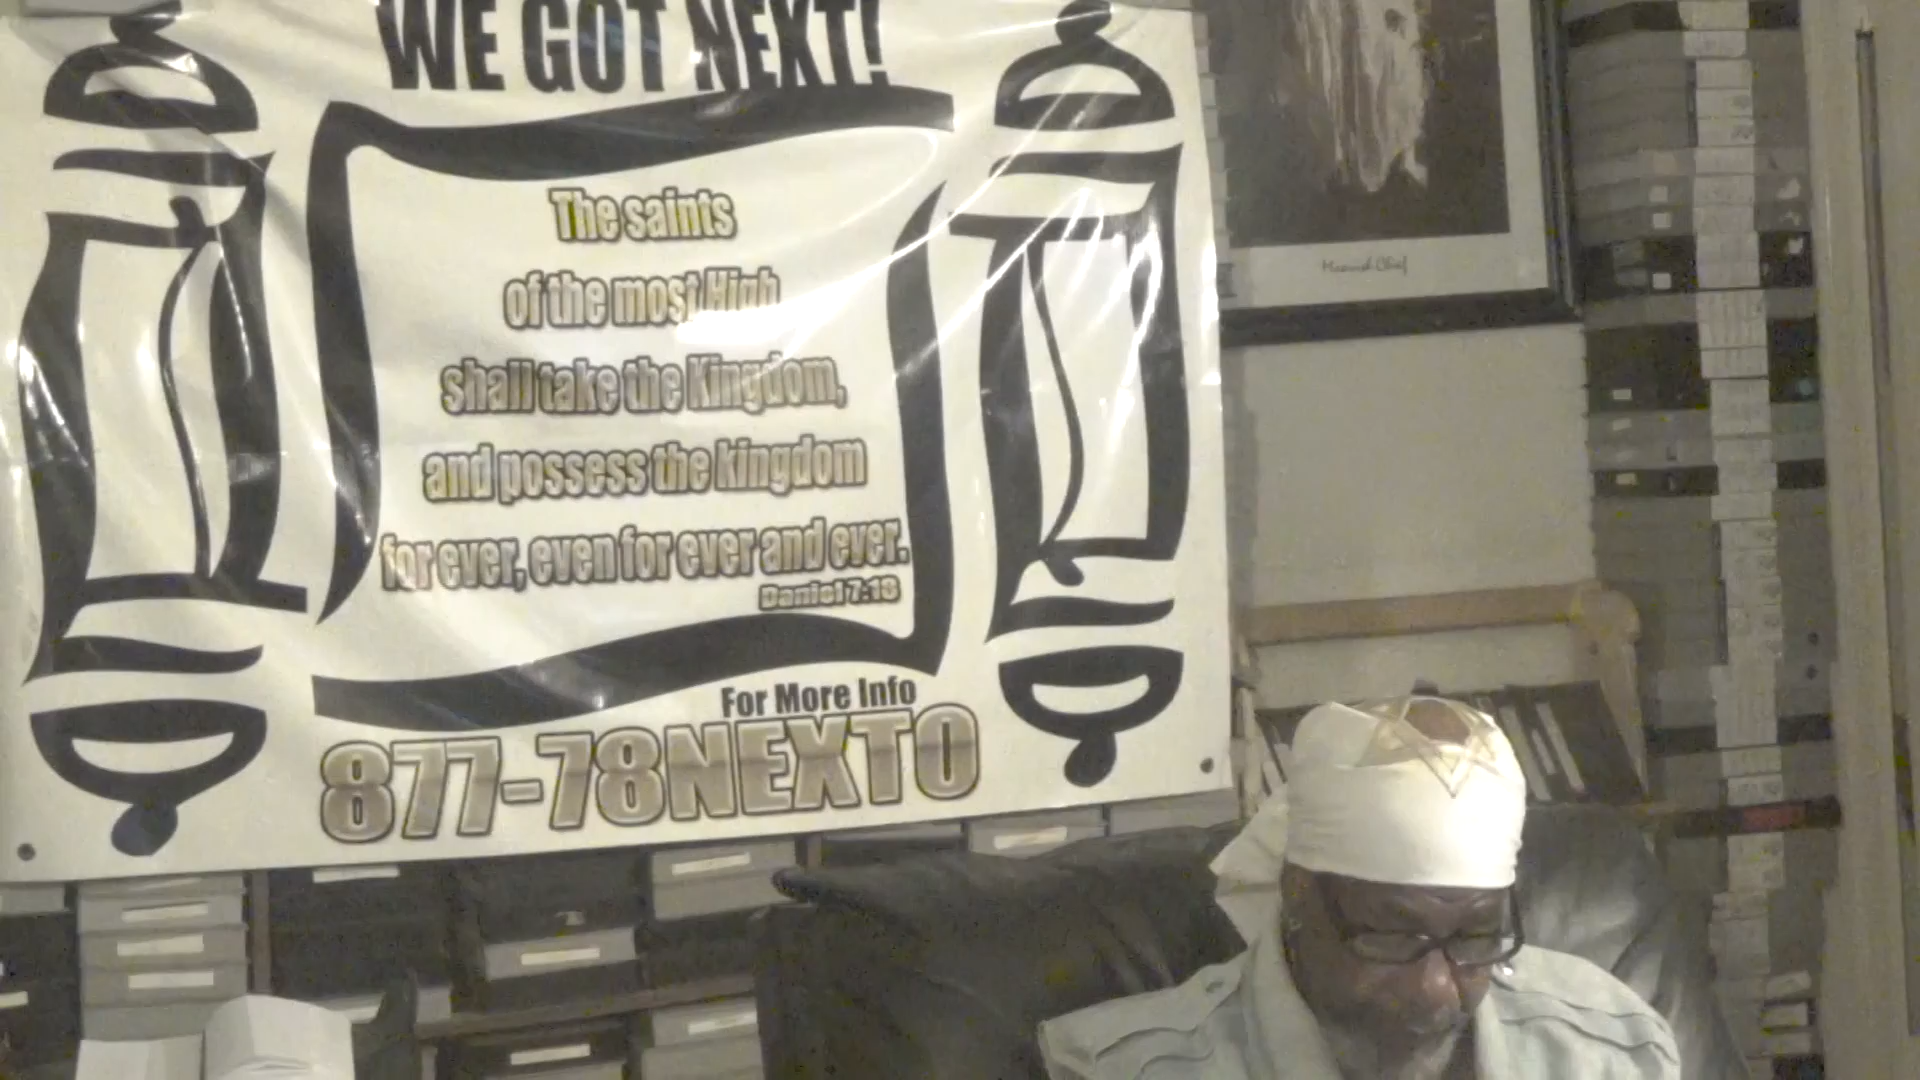 WE GOT NEXT!
The saints
of the most High
shall take the Kingdom,
and possess the kingdom
for ever, even for ever and ever.
Daniel 7:18
For More Info
877-78NEXT0